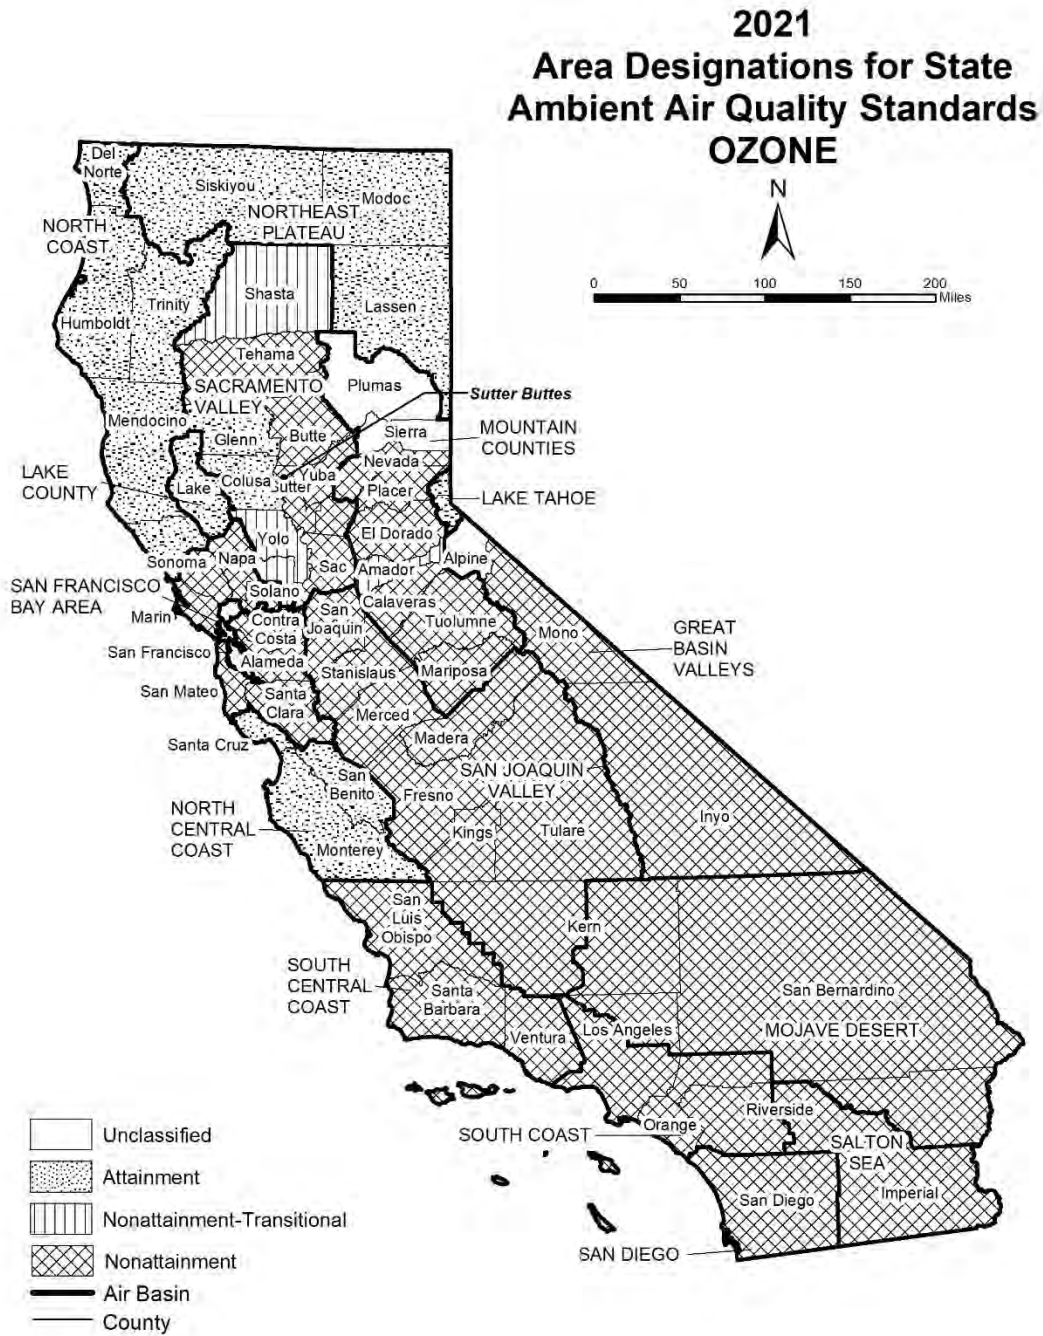 2021
Area Designations for State
Ambient Air Quality Standards
OZONE
N
0 50 100 150 200
Miles
Del
Norte
Siskiyou
Modoc
NORTHEAST
PLATEAU
NORTH
COAST
Shasta
Trinity
Lassen
Humboldt
Tehama
SACRAMENTO
VALLEY
Plumas
Sutter Buttes
Mendocino
Glenn
Butte
Sierra
MOUNTAIN
COUNTIES
LAKE
COUNTY
Lake
Colusa
Sutter
Yuba
Nevada
Placer
LAKE TAHOE
Yolo
El Dorado
Sonoma
Napa
Sac
Amador
Alpine
SAN FRANCISCO
BAY AREA
Solano
Marin
Contra
Costa
San
Joaquin
Calaveras
Tuolumne
Mono
GREAT
BASIN
VALLEYS
San Francisco
Alameda
Stanislaus
Mariposa
San Mateo
Santa
Clara
Merced
Santa Cruz
Madera
San
Benito
Fresno
SAN JOAQUIN
VALLEY
NORTH
CENTRAL
COAST
Kings
Tulare
Inyo
Monterey
San
Luis
Obispo
Kern
SOUTH
CENTRAL
COAST
Santa
Barbara
San Bernardino
Ventura
Los Angeles
MOJAVE DESERT
Orange
Riverside
SOUTH COAST
SALTON
SEA
San Diego
Imperial
SAN DIEGO
Unclassified
Attainment
Nonattainment-Transitional
Nonattainment
Air Basin
County